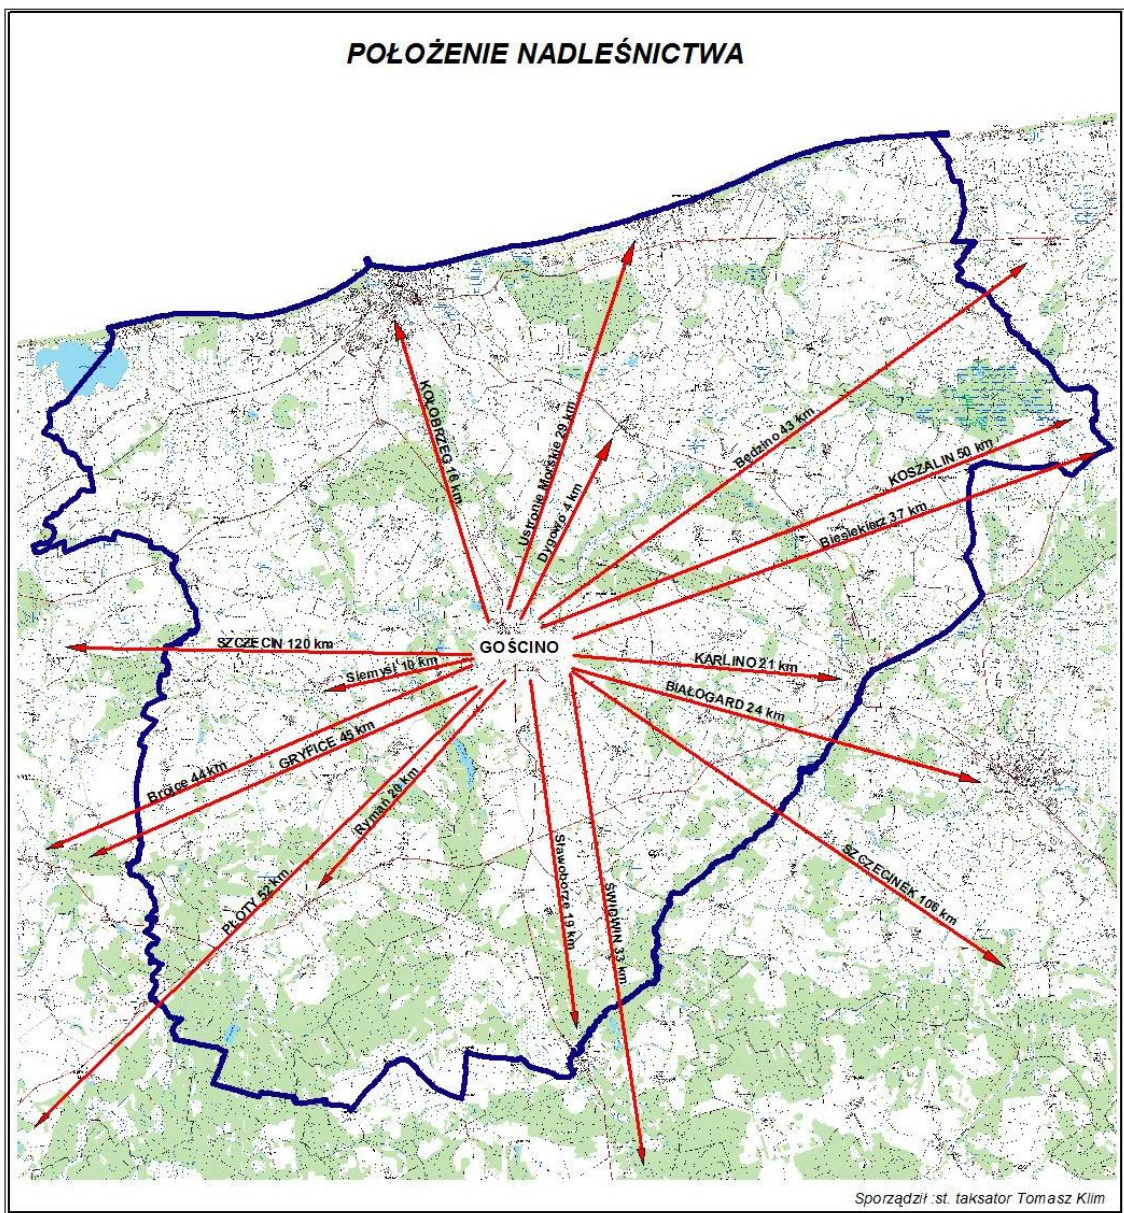 POŁOŻENIE NADLEŚNICTWA
KOŁOBRZEG 16 km
Ustronie Morskie 29 km
Dygowo 4 km
Będzino 43 km
KOSZALIN 50 km
Biesiekierz 37 km
SZCZECIN 120 km
GOŚCINO
Siemyśl 10 km
KARLINO 21 km
BIAŁOGARD 24 km
Brojce 44 km
GRYFICE 45 km
Rymań 20 km
PŁOTY 52 km
Sławoborze 19 km
ŚWIDWIN 33 km
SZCZECINEK 106 km
Sporządził :st. taksator Tomasz Klim